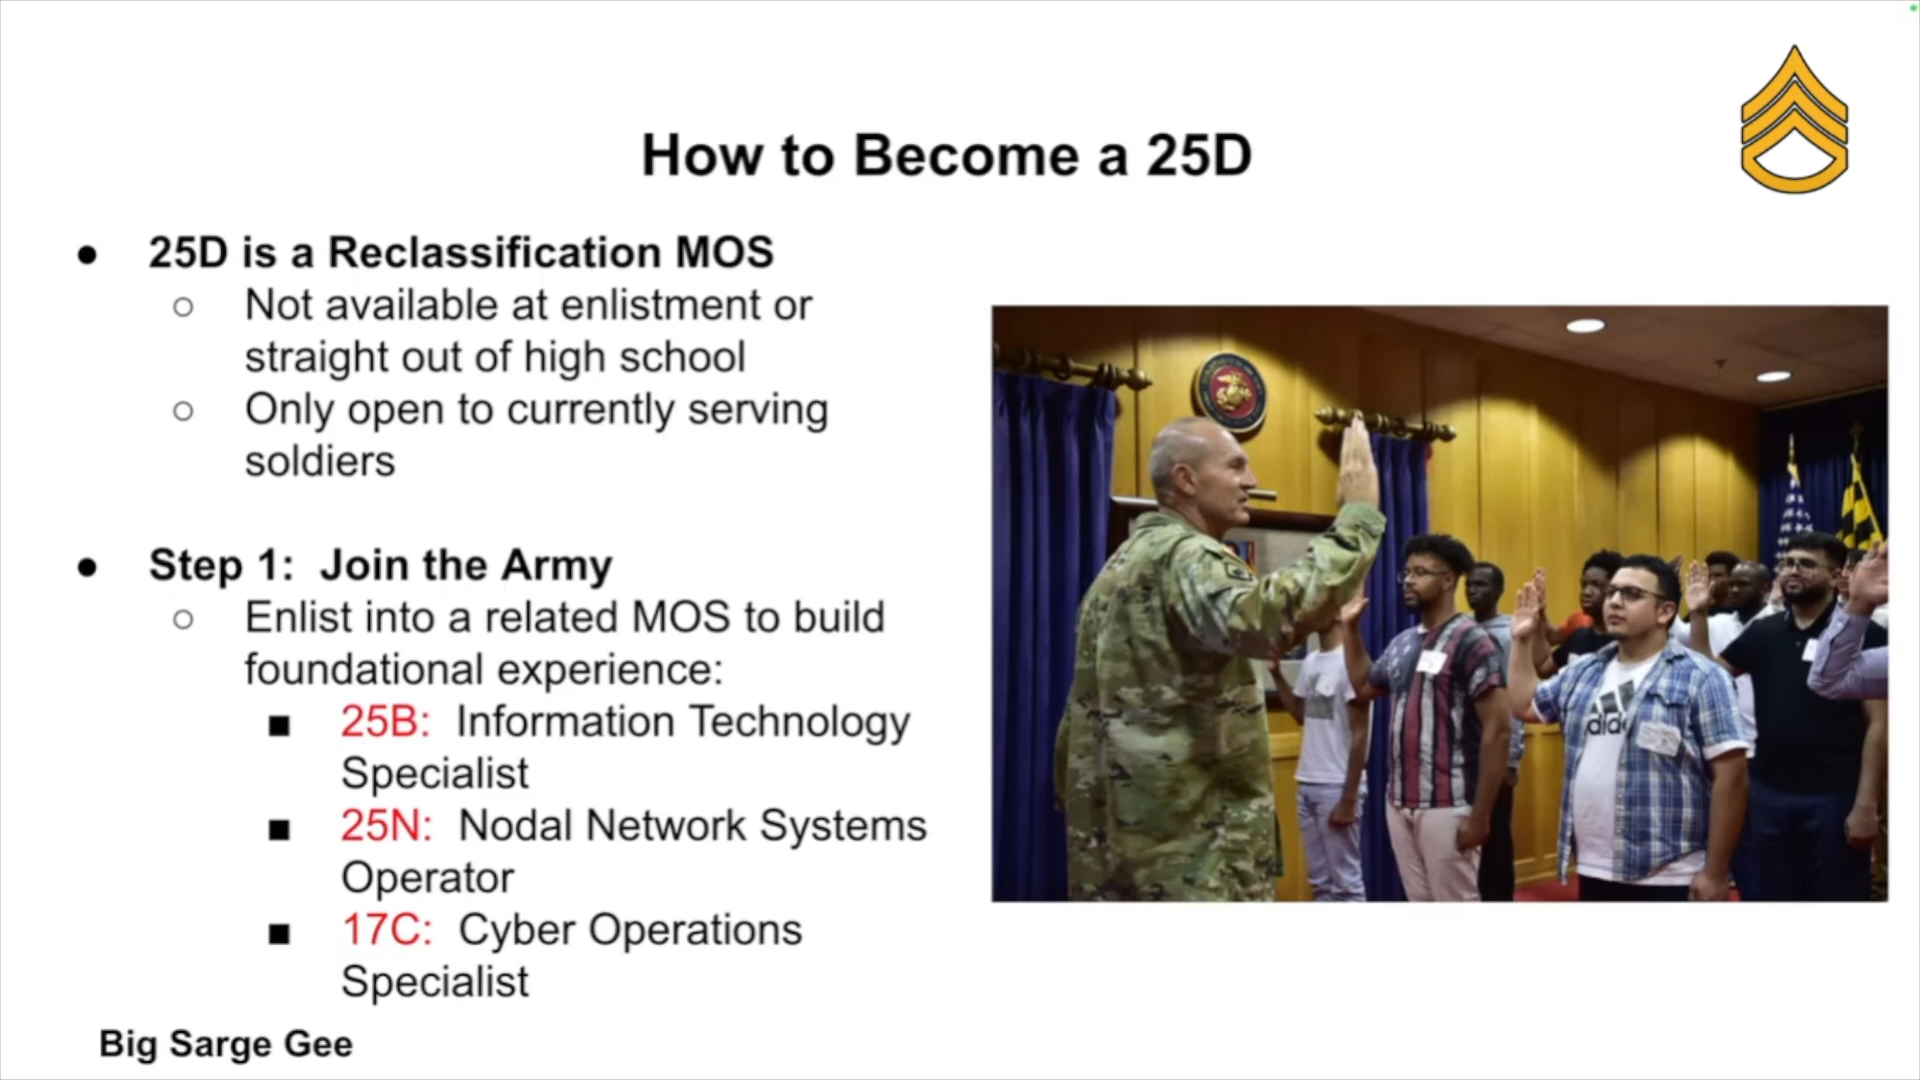 How to Become a 25D
● 25D is a Reclassification MOS
○ Not available at enlistment or
straight out of high school
○ Only open to currently serving
soldiers
● Step 1:  Join the Army
○ Enlist into a related MOS to build
foundational experience:
■ 25B:  Information Technology
Specialist
■ 25N:  Nodal Network Systems
Operator
■ 17C:  Cyber Operations
Specialist
Big Sarge Gee
adidas